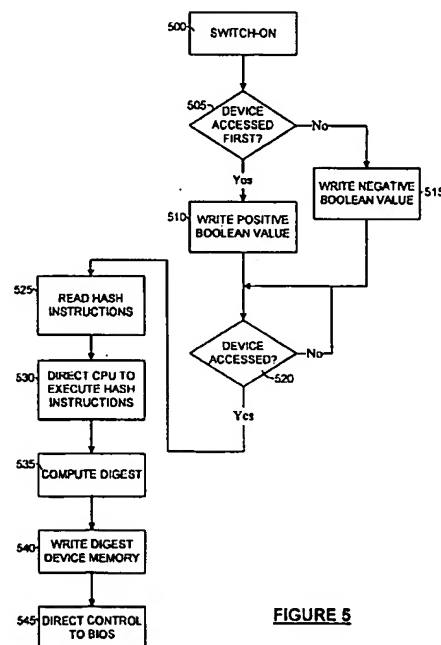 500
SWITCH-ON
505
DEVICE
ACCESSED
FIRST?
No
Yes
510
WRITE POSITIVE
BOOLEAN VALUE
WRITE NEGATIVE
BOOLEAN VALUE
515
525
READ HASH
INSTRUCTIONS
DEVICE
ACCESSED?
No
520
Yes
530
DIRECT CPU TO
EXECUTE HASH
INSTRUCTIONS
535
COMPUTE DIGEST
540
WRITE DIGEST
DEVICE MEMORY
545
DIRECT CONTROL
TO BIOS
FIGURE 5